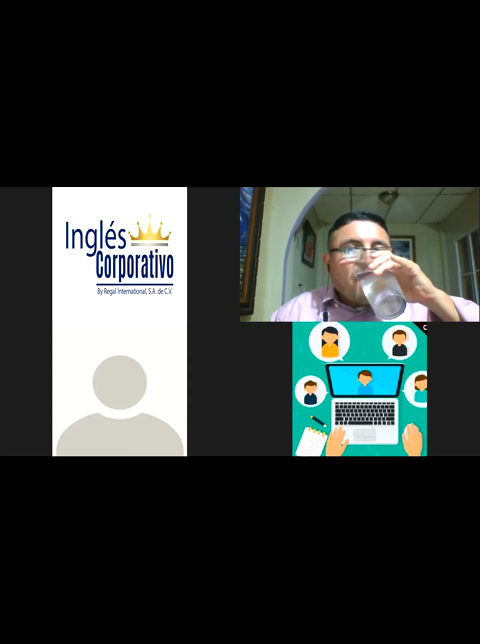 Inglés
Corporativo
By Regal International, S.A. de C.V.